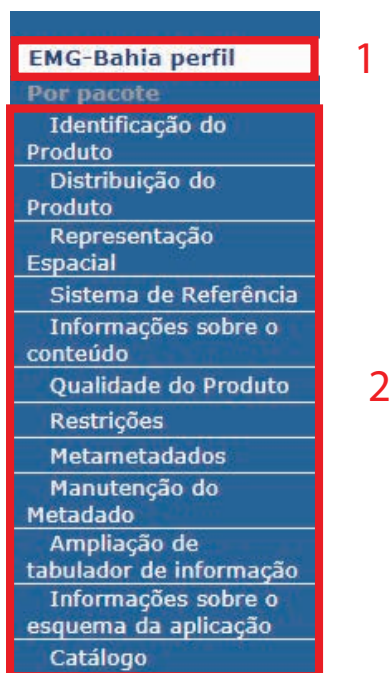 EMG-Bahia perfil
1
Por pacote
Identificação do
Produto
Distribuição do
Produto
Representação
Espacial
Sistema de Referência
Informações sobre o
conteúdo
Qualidade do Produto
2
Restrições
Metametadados
Manutenção do
Metadado
Ampliação de
tabulador de informação
Informações sobre o
esquema da aplicação
Catálogo